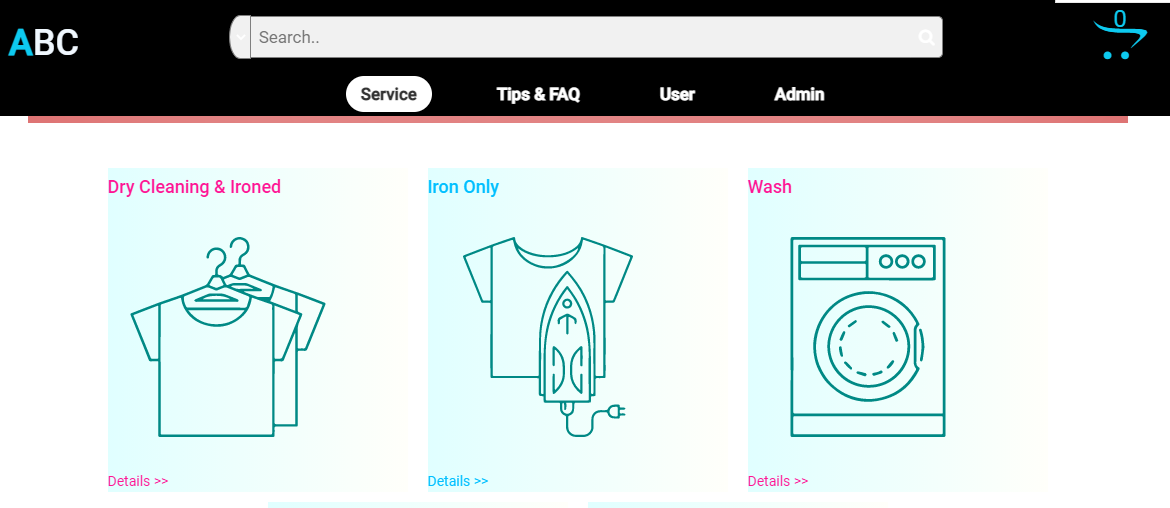 ABC
Search..
0
Service
Tips & FAQ
User
Admin
Dry Cleaning & Ironed
Iron Only
Wash
Details >>
Details >>
Details >>